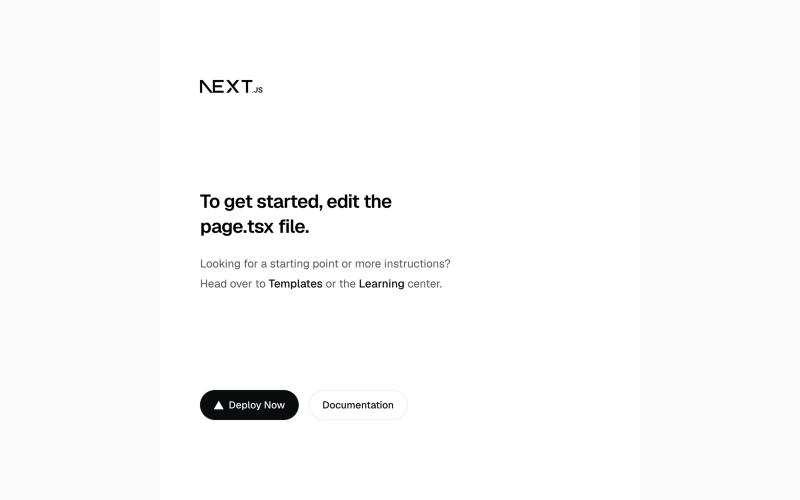 NEXT.JS
To get started, edit the
page.tsx file.
Looking for a starting point or more instructions?
Head over to Templates or the Learning center.
Deploy Now
Documentation